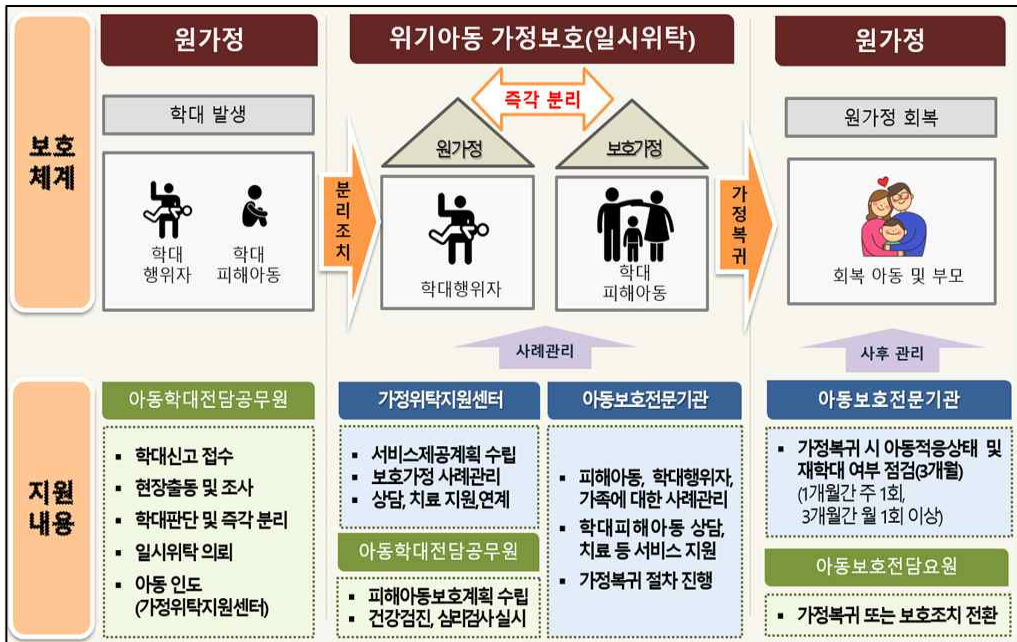 원가정
위기아동 가정보호(일시위탁)
원가정
보호
체계
학대 발생
학대
행위자
학대
피해아동
분리조치
즉각 분리
원가정
보호가정
학대행위자
학대
피해아동
가정복귀
원가정 회복
회복 아동 및 부모
사례관리
사후 관리
지원
내용
아동학대전담공무원
▪ 학대신고 접수
▪ 현장출동 및 조사
▪ 학대판단 및 즉각 분리
▪ 일시위탁 의뢰
▪ 아동 인도
(가정위탁지원센터)
가정위탁지원센터
▪ 서비스제공계획 수립
▪ 보호가정 사례관리
▪ 상담, 치료 지원,연계
아동학대전담공무원
▪ 피해아동보호계획 수립
▪ 건강검진, 심리검사 실시
아동보호전문기관
▪ 피해아동, 학대행위자,
가족에 대한 사례관리
▪ 학대피해아동 상담,
치료 등 서비스 지원
▪ 가정복귀 절차 진행
아동보호전문기관
▪ 가정복귀 시 아동적응상태 및
재학대 여부 점검(3개월)
(1개월간 주 1회,
3개월간 월 1회 이상)
아동보호전담요원
▪ 가정복귀 또는 보호조치 전환